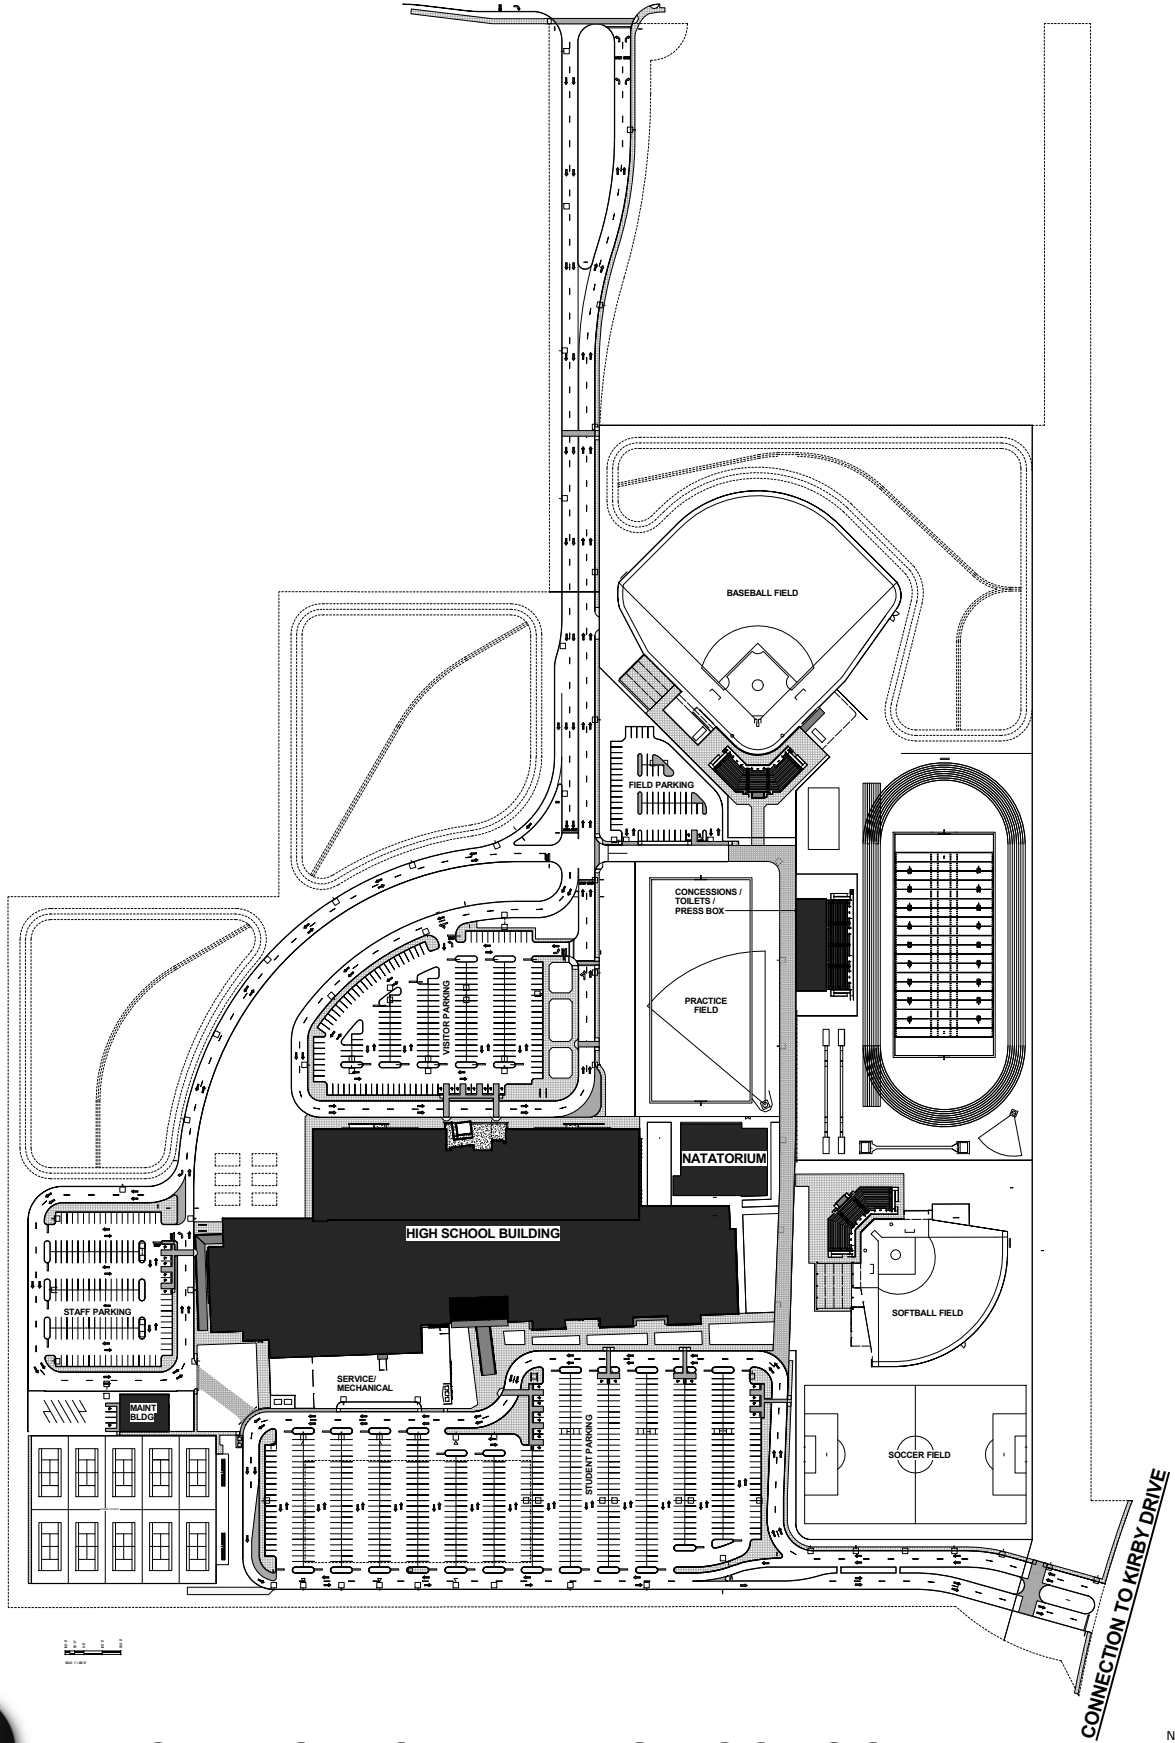 BASEBALL FIELD
FIELD PARKING
CONCESSIONS /
TOILETS /
PRESS BOX
VISITOR PARKING
PRACTICE
FIELD
NATATORIUM
HIGH SCHOOL BUILDING
STAFF PARKING
SOFTBALL FIELD
SERVICE/
MECHANICAL
MAINT
BLDG
STUDENT PARKING
SOCCER FIELD
CONNECTION TO KIRBY DRIVE
N